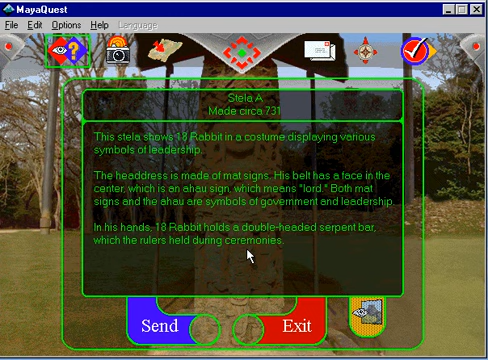 MayaQuest
File Edit Options Help Language
Stela A
Made circa 731
This stela shows 18 Rabbit in a costume displaying various
symbols of leadership.
The headdress is made of mat signs. His belt has a face in the
center, which is an ahau sign, which means "lord." Both mat
signs and the ahau are symbols of government and leadership.
In his hands, 18 Rabbit holds a double-headed serpent bar,
which the rulers held during ceremonies.
Send Exit